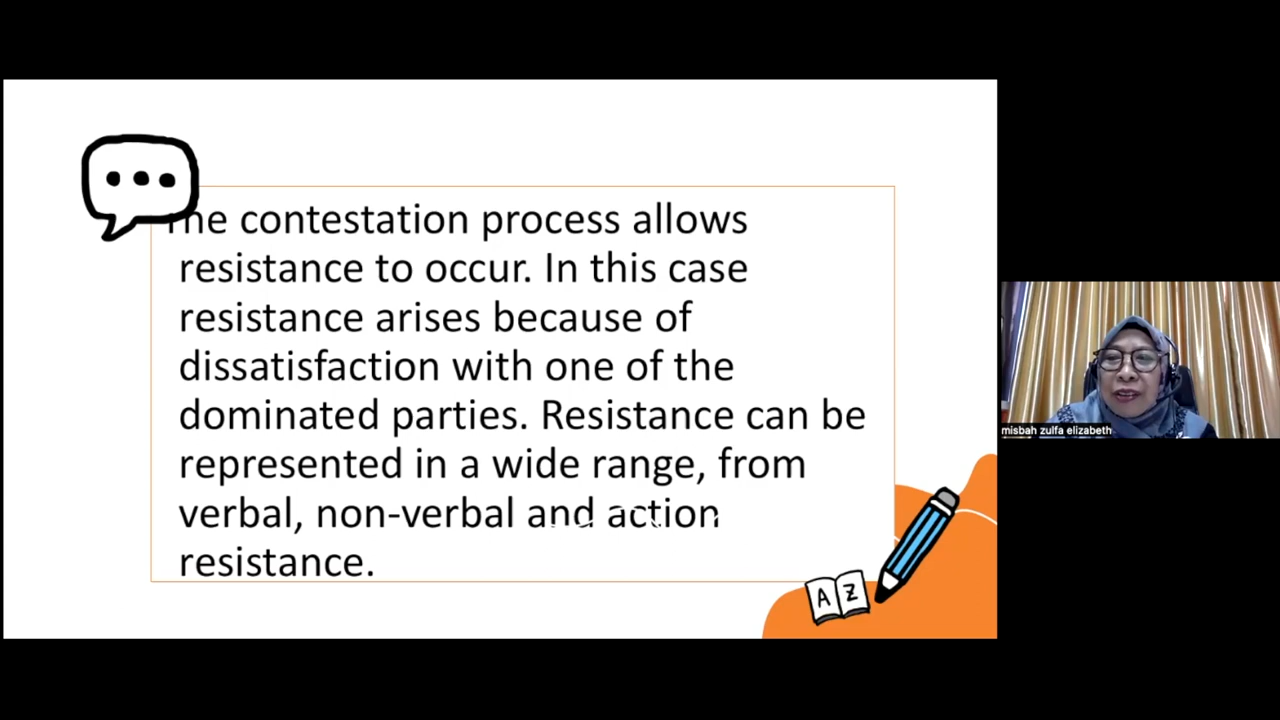 The contestation process allows
resistance to occur. In this case
resistance arises because of
dissatisfaction with one of the
dominated parties. Resistance can be
represented in a wide range, from
verbal, non-verbal and action
resistance.
A Z
misbah zulfa elizabeth